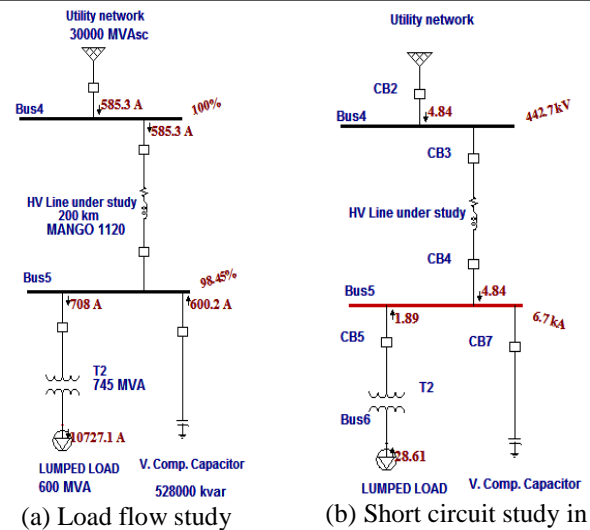 Utility network
30000 MVAsc
585.3 A
Bus4
100%
585.3 A
HV Line under study
200 km
MANGO 1120
98.45%
Bus5
708 A
600.2 A
T2
745 MVA
10727.1 A
LUMPED LOAD
600 MVA
V. Comp. Capacitor
528000 kvar
(a) Load flow study
Utility network
CB2
4.84
Bus4
442.7kV
CB3
HV Line under study
CB4
4.84
Bus5
1.89
6.7kA
CB5
CB7
T2
Bus6
28.61
LUMPED LOAD
V. Comp. Capacitor
(b) Short circuit study in